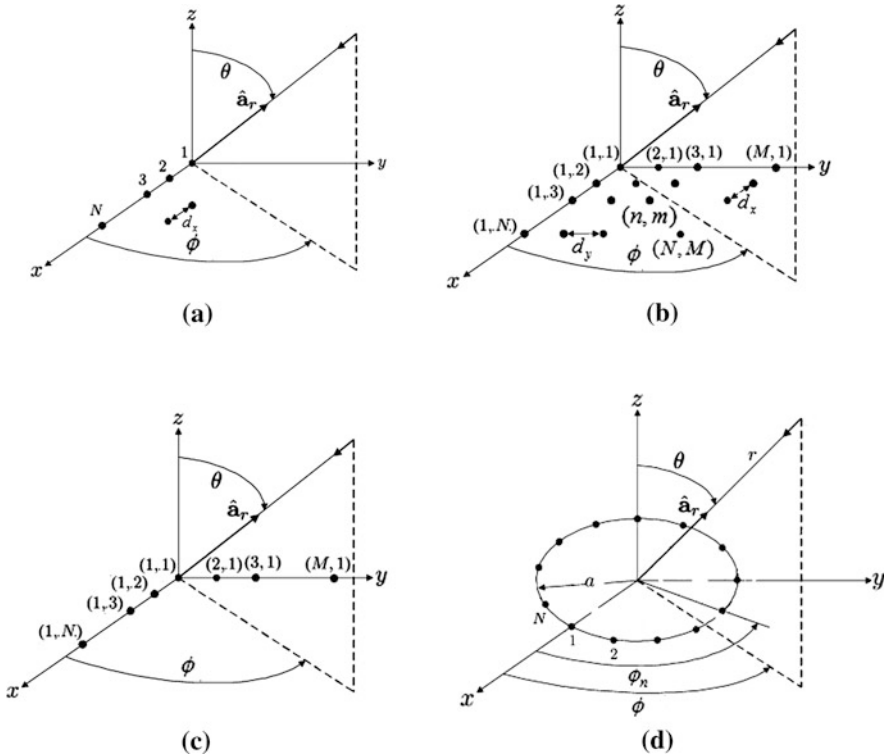 z
θ
â_r
1
2
3
N
d_x
y
ϕ
x
(a)
z
θ
â_r
(1,.1)
(2,.1)
(3, 1)
(M, 1)
y
(1,.2)
(1,.3)
d_x
(n, m)
(1,.N.)
d_y
(N, M)
ϕ
x
(b)
z
θ
â_r
(1,.1)
(2,.1)
(3, 1)
(M, 1)
y
(1,.2)
(1,.3)
(1,.N.)
ϕ
x
(c)
z
r
θ
â_r
a
y
N
1
2
ϕ_n
ϕ
x
(d)